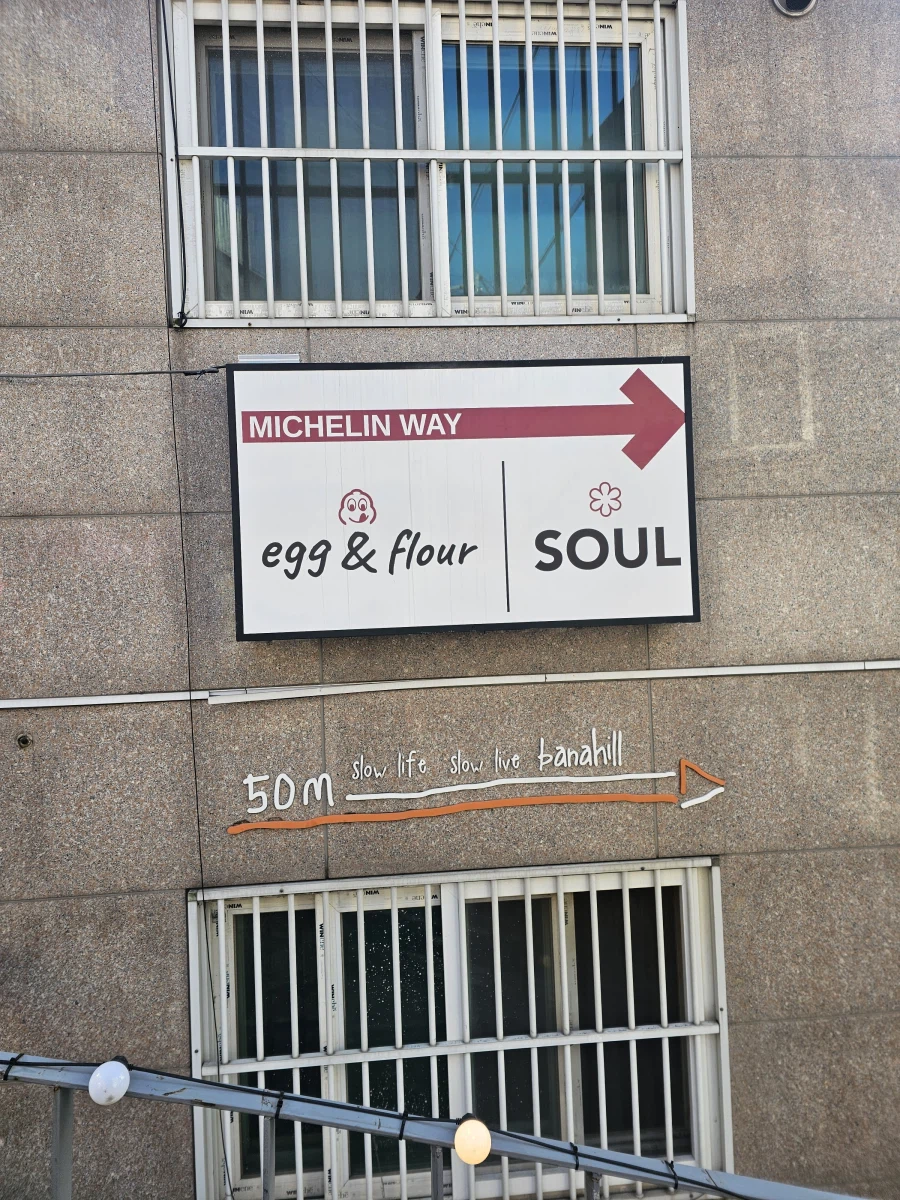 MICHELIN WAY
egg & flour
SOUL
50m slow life slow live banahill